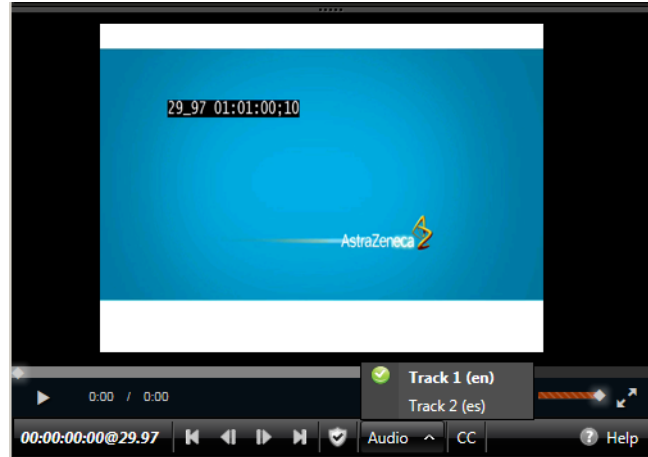 29_97 01:01:00;10
AstraZeneca
Track 1 (en)
Track 2 (es)
0:00 / 0:00
00:00:00:00@29.97
Audio
CC
? Help